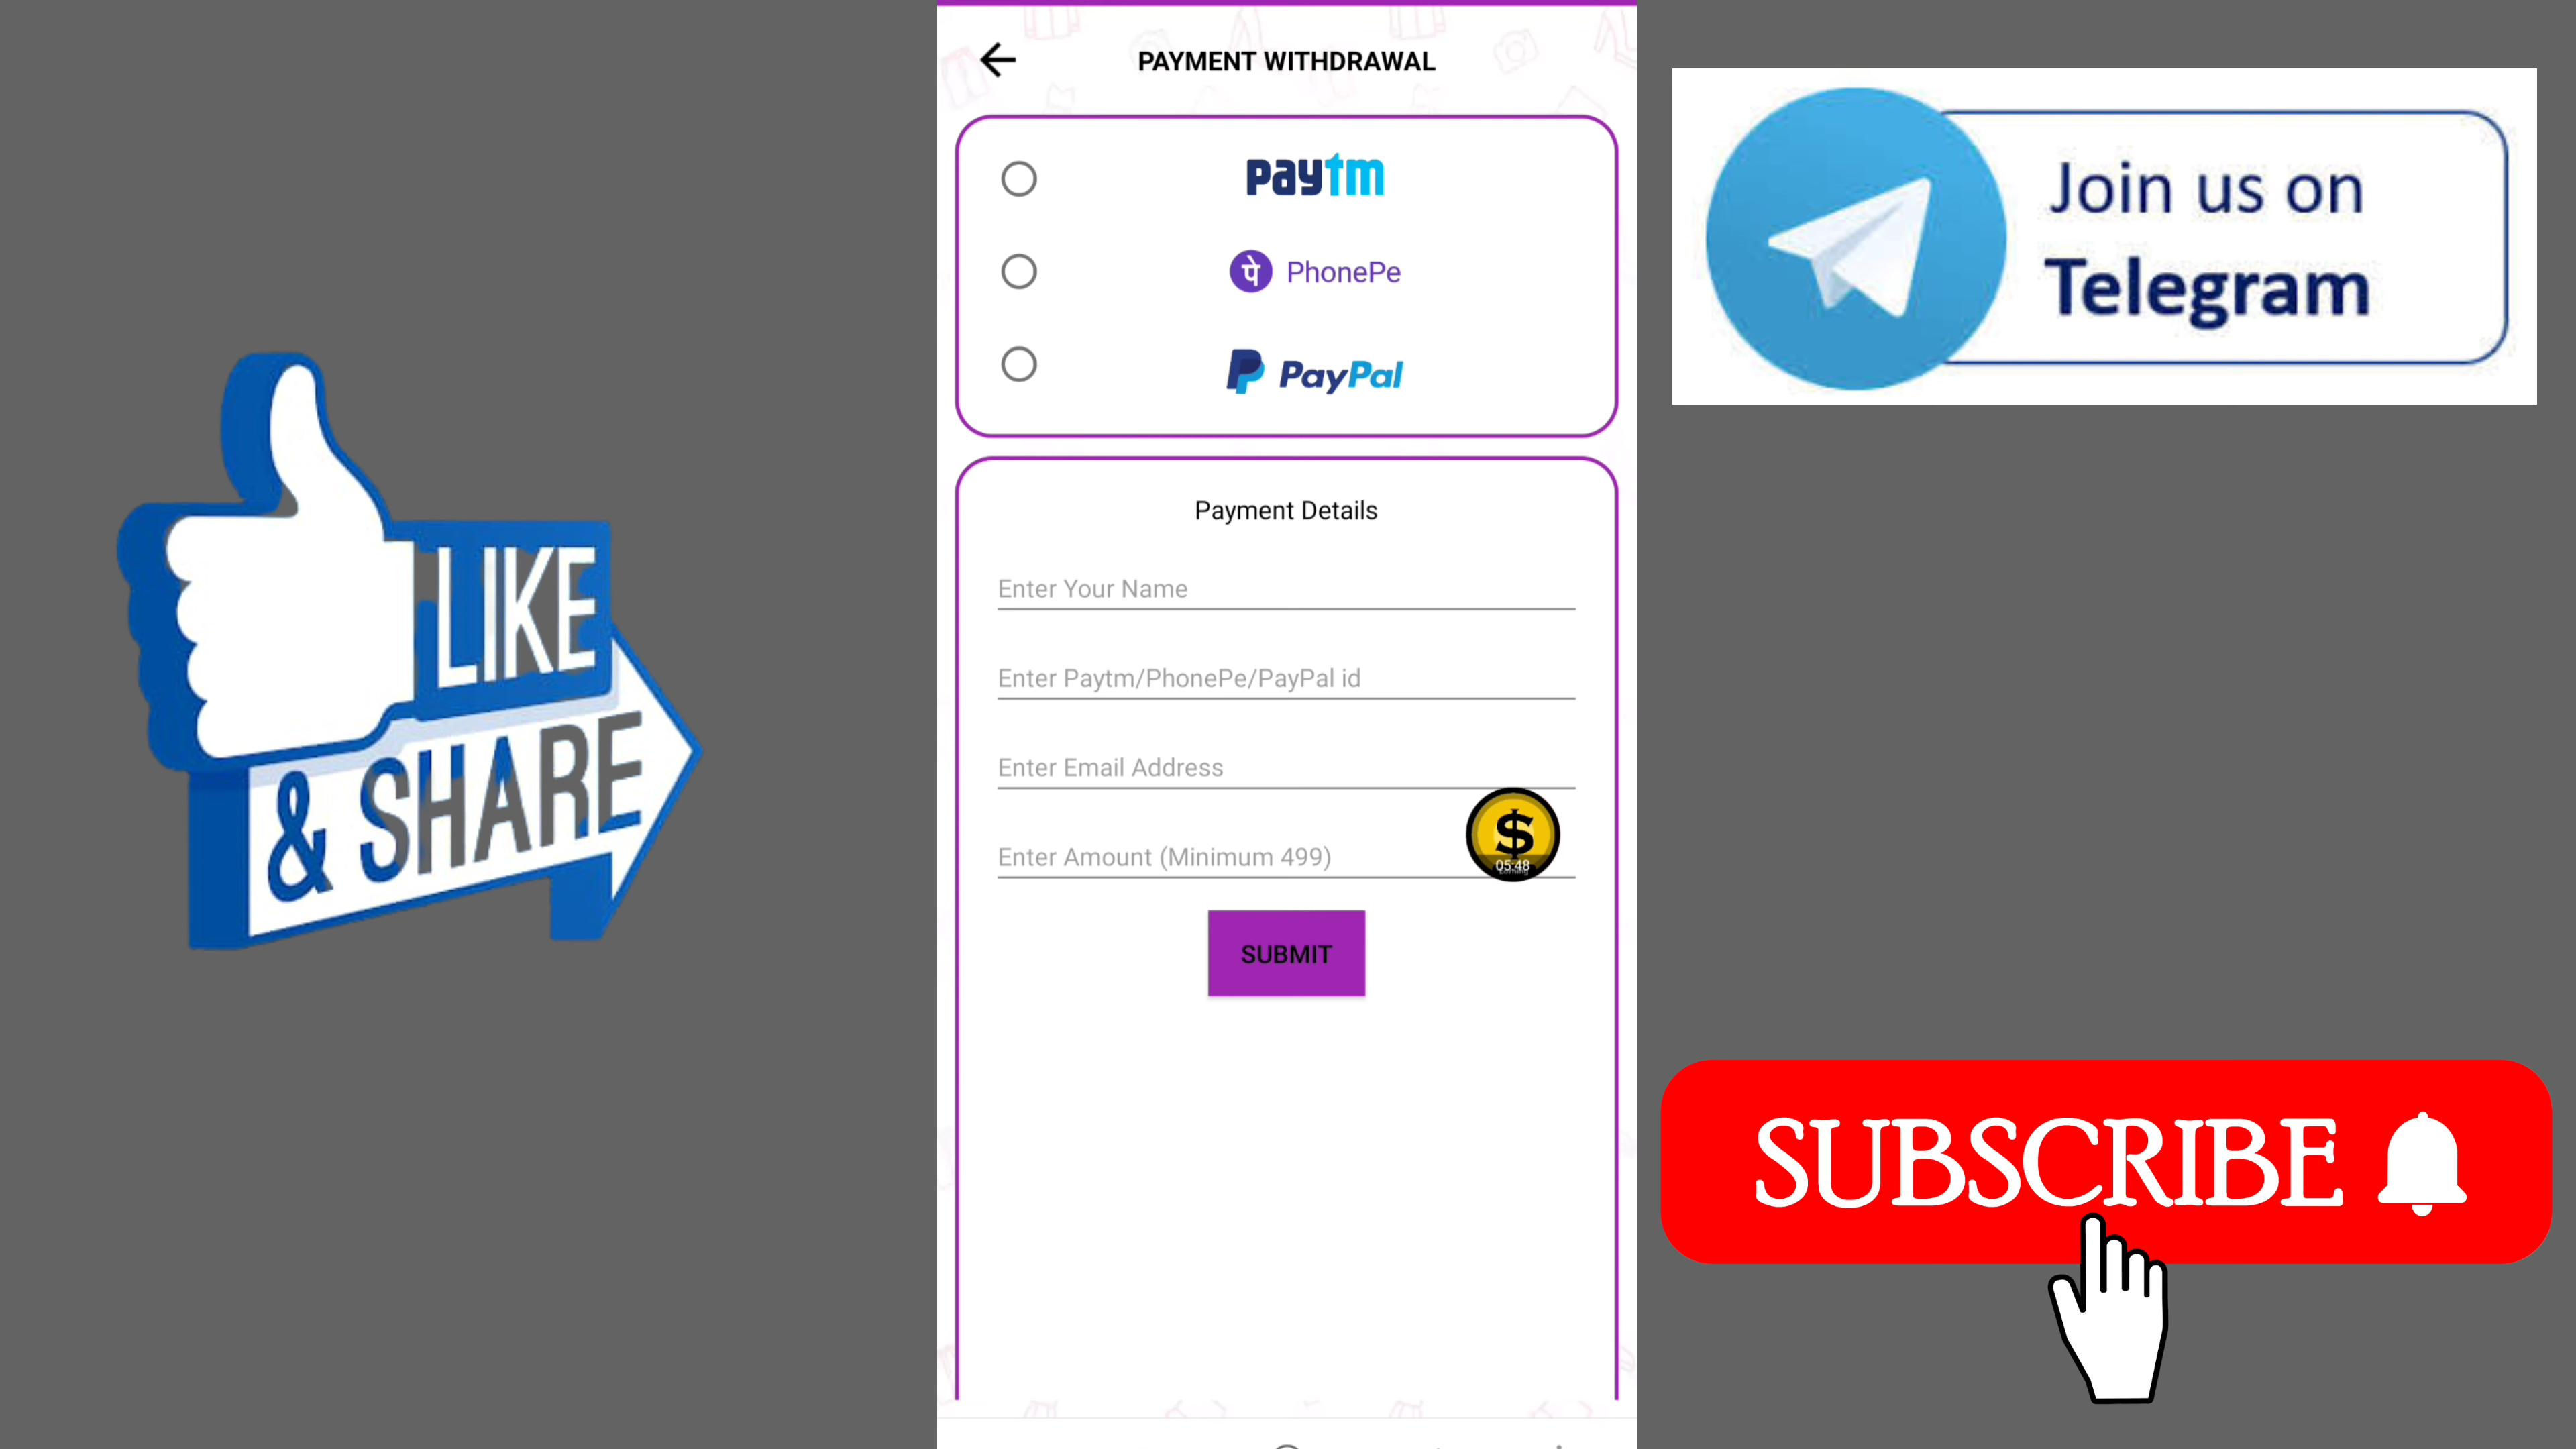 PAYMENT WITHDRAWAL
paytm
पे PhonePe
PayPal
Payment Details
Enter Your Name
Enter Paytm/PhonePe/PayPal id
Enter Email Address
Enter Amount (Minimum 499)
$
05:48
SUBMIT
LIKE
& SHARE
Join us on
Telegram
SUBSCRIBE